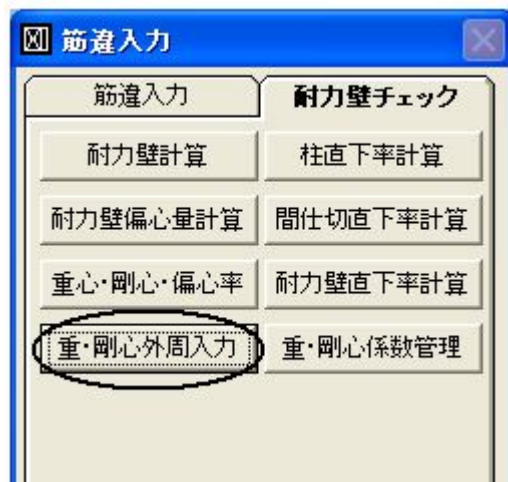 筋違入力
筋違入力 耐力壁チェック
耐力壁計算 柱直下率計算
耐力壁偏心量計算 間仕切直下率計算
重心・剛心・偏心率 耐力壁直下率計算
重・剛心外周入力 重・剛心係数管理